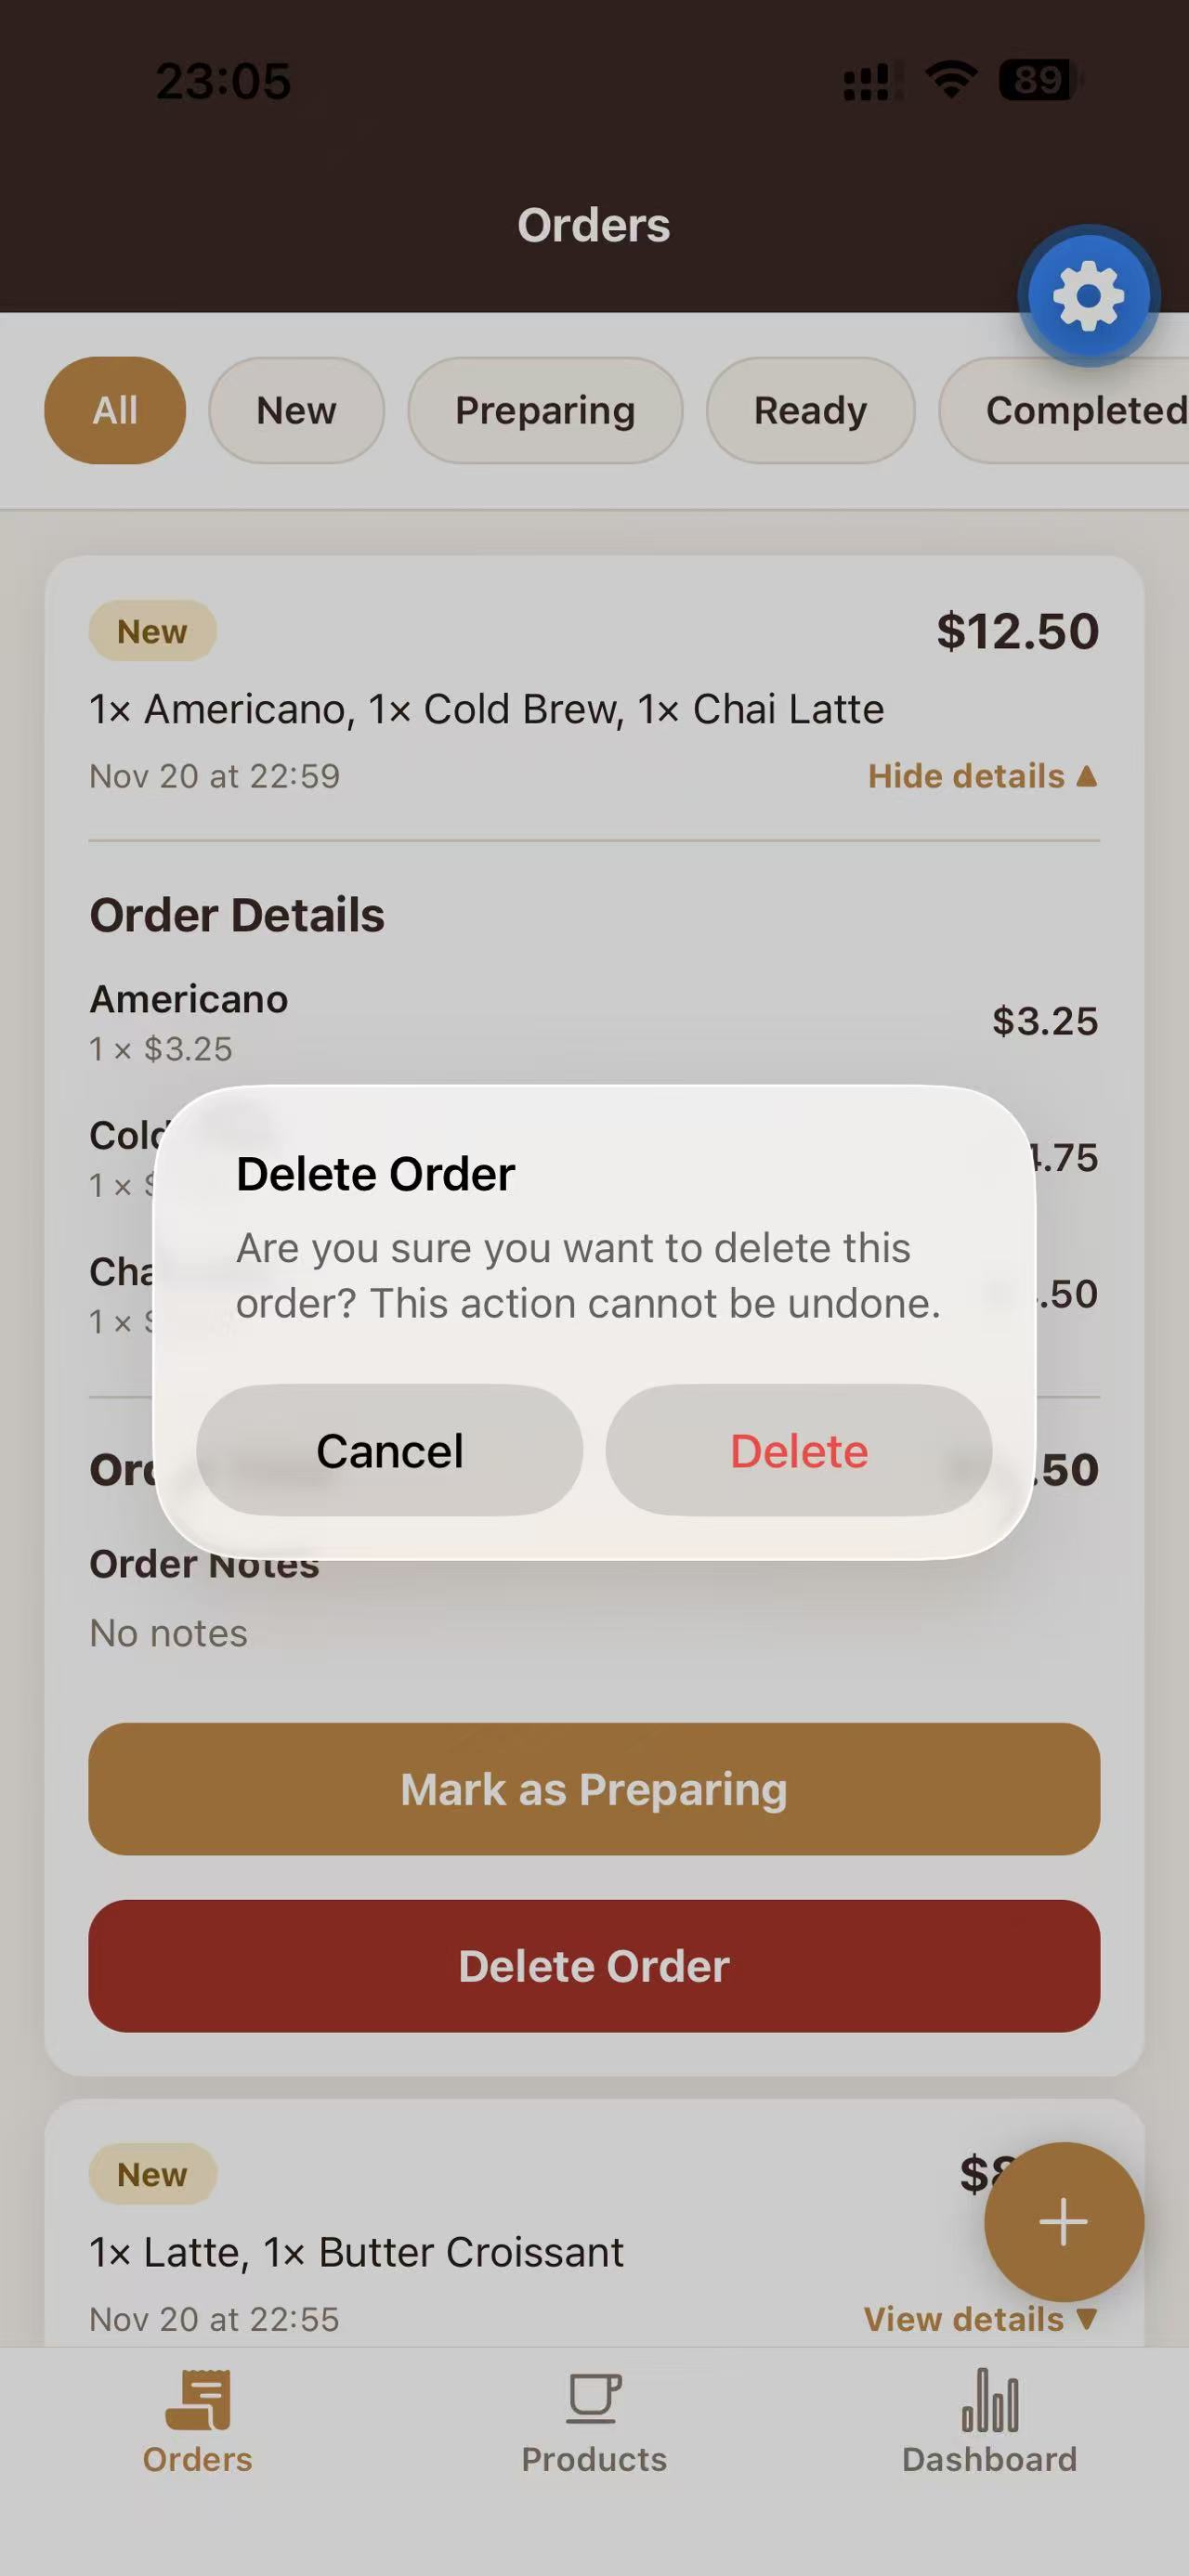 23:05
89
Orders
All
New
Preparing
Ready
Completed
New
$12.50
1× Americano, 1× Cold Brew, 1× Chai Latte
Nov 20 at 22:59
Hide details ▲
Order Details
Americano
$3.25
1 × $3.25
Delete Order
Are you sure you want to delete this
order? This action cannot be undone.
Cancel
Delete
Order Notes
No notes
Mark as Preparing
Delete Order
New
1× Latte, 1× Butter Croissant
Nov 20 at 22:55
View details ▼
Orders
Products
Dashboard